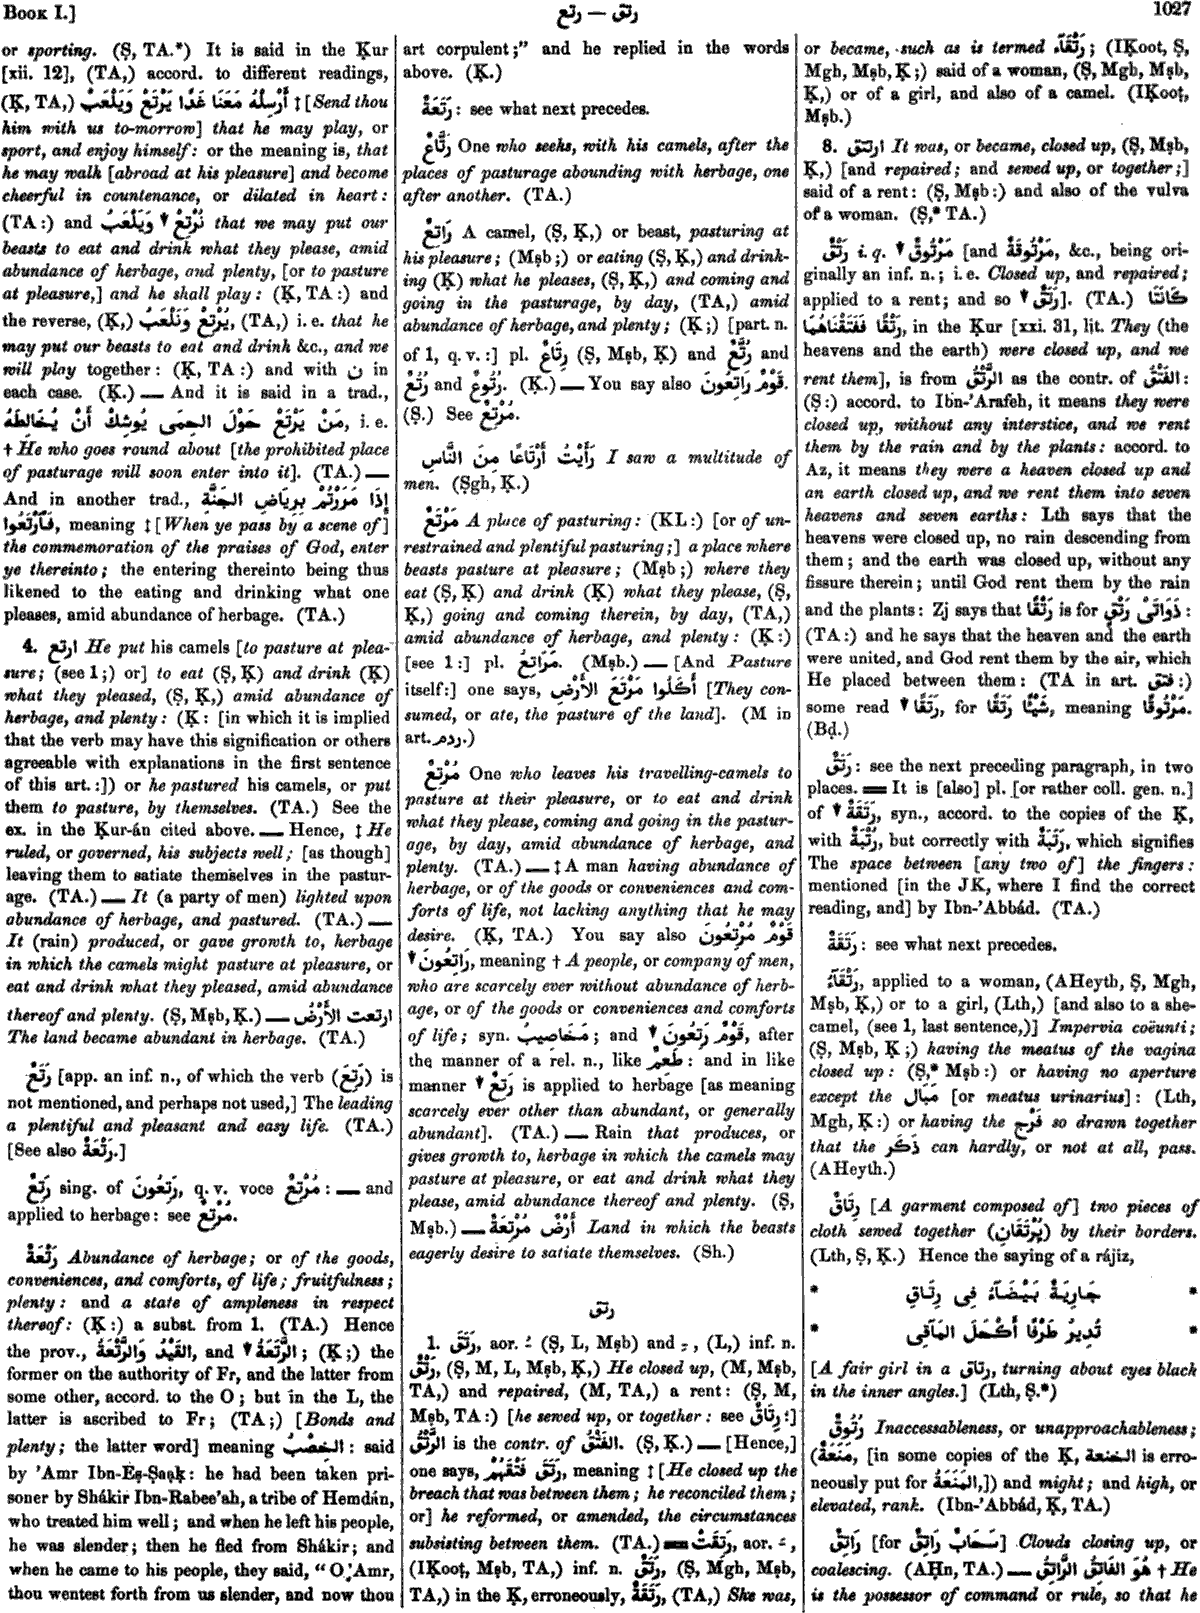 BOOK I.]
رتق — رتع
1027
or sporting. (Ṣ, TA.*) It is said in the Ḳur
[xii. 12], (TA,) accord. to different readings,
(Ḳ, TA,) أَرْسِلْهُ مَعَنَا غَدًا يَرْتَعْ وَيَلْعَبْ ‡ [Send thou
him with us to-morrow] that he may play, or
sport, and enjoy himself: or the meaning is, that
he may walk [abroad at his pleasure] and become
cheerful in countenance, or dilated in heart:
(TA:) and نُرْتِعْ ▼ وَيَلْعَبْ that we may put our
beasts to eat and drink what they please, amid
abundance of herbage, and plenty, [or to pasture
at pleasure,] and he shall play: (Ḳ, TA:) and
the reverse, (Ḳ,) يُرْتِعْ وَنَلْعَبْ, (TA,) i. e. that he
may put our beasts to eat and drink &c., and we
will play together: (Ḳ, TA:) and with ن in
each case. (Ḳ.) — And it is said in a trad.,
مَنْ يَرْتَعْ حَوْلَ الحِمَى يُوشِكْ أَنْ يُخَالِطَهُ, i. e.
† He who goes round about [the prohibited place
of pasturage will soon enter into it]. (TA.) —
And in another trad., إِذَا مَرَرْتُمْ بِرِيَاضِ الجَنَّةِ
فَٱرْتَعُوا, meaning ‡ [When ye pass by a scene of]
the commemoration of the praises of God, enter
ye thereinto; the entering thereinto being thus
likened to the eating and drinking what one
pleases, amid abundance of herbage. (TA.)
4. ارتع He put his camels [to pasture at plea-
sure; (see 1;) or] to eat (Ṣ, Ḳ) and drink (Ḳ)
what they pleased, (Ṣ, Ḳ,) amid abundance of
herbage, and plenty: (Ḳ: [in which it is implied
that the verb may have this signification or others
agreeable with explanations in the first sentence
of this art.:]) or he pastured his camels, or put
them to pasture, by themselves. (TA.) See the
ex. in the Ḳur-án cited above. — Hence, ‡ He
ruled, or governed, his subjects well; [as though]
leaving them to satiate themselves in the pastur-
age. (TA.) — It (a party of men) lighted upon
abundance of herbage, and pastured. (TA.) —
It (rain) produced, or gave growth to, herbage
in which the camels might pasture at pleasure, or
eat and drink what they pleased, amid abundance
thereof and plenty. (Ṣ, Mṣb, Ḳ.) — ارتعت الأَرْضُ
The land became abundant in herbage. (TA.)
رَتَعٌ [app. an inf. n., of which the verb (رَتِعَ) is
not mentioned, and perhaps not used,] The leading
a plentiful and pleasant and easy life. (TA.)
[See also رَتْعَةٌ.]
رَتِعٌ sing. of رَتِعُونَ, q. v. voce مُرْتِعٌ: — and
applied to herbage: see مُرْتِعٌ.
رَتْعَةٌ Abundance of herbage; or of the goods,
conveniences, and comforts, of life; fruitfulness;
plenty: and a state of ampleness in respect
thereof: (Ḳ:) a subst. from 1. (TA.) Hence
the prov., القَيْدُ وَالرَّتْعَةُ, and الرَّتَعَةُ ▼; (Ḳ;) the
former on the authority of Fr, and the latter from
some other, accord. to the O; but in the L, the
latter is ascribed to Fr; (TA;) [Bonds and
plenty; the latter word] meaning الخِصْبُ: said
by 'Amr Ibn-Eṣ-Ṣaạḳ: he had been taken pri-
soner by Shákir Ibn-Rabee'ah, a tribe of Hemdán,
who treated him well; and when he left his people,
he was slender; then he fled from Shákir; and
when he came to his people, they said, "O 'Amr,
thou wentest forth from us slender, and now thou
art corpulent;" and he replied in the words
above. (Ḳ.)
رَتَعَةٌ: see what next precedes.
رَتَّاعٌ One who seeks, with his camels, after the
places of pasturage abounding with herbage, one
after another. (TA.)
رَاتِعٌ A camel, (Ṣ, Ḳ,) or beast, pasturing at
his pleasure; (Mṣb;) or eating (Ṣ, Ḳ,) and drink-
ing (Ḳ) what he pleases, (Ṣ, Ḳ,) and coming and
going in the pasturage, by day, (TA,) amid
abundance of herbage, and plenty; (Ḳ;) [part. n.
of 1, q. v.:] pl. رِتَاعٌ (Ṣ, Mṣb, Ḳ) and رُتَّعٌ and
رُتُعٌ and رُتُوعٌ. (Ḳ.) — You say also قَوْمٌ رَاتِعُونَ.
(Ṣ.) See مُرْتِعٌ.
رَأَيْتُ أَرْتَاعًا مِنَ النَّاسِ I saw a multitude of
men. (Ṣgh, Ḳ.)
مَرْتَعٌ A place of pasturing: (KL:) [or of un-
restrained and plentiful pasturing;] a place where
beasts pasture at pleasure; (Mṣb;) where they
eat (Ṣ, Ḳ) and drink (Ḳ) what they please, (Ṣ,
Ḳ,) going and coming therein, by day, (TA,)
amid abundance of herbage, and plenty: (Ḳ:)
[see 1:] pl. مَرَاتِعُ. (Mṣb.) — [And Pasture
itself:] one says, أَكَلُوا مَرْتَعَ الأَرْضِ [They con-
sumed, or ate, the pasture of the land]. (M in
art. ردم.)
مُرْتِعٌ One who leaves his travelling-camels to
pasture at their pleasure, or to eat and drink
what they please, coming and going in the pastur-
age, by day, amid abundance of herbage, and
plenty. (TA.) — ‡ A man having abundance of
herbage, or of the goods or conveniences and com-
forts of life, not lacking anything that he may
desire. (Ḳ, TA.) You say also قَوْمٌ مُرْتِعُونَ
رَاتِعُونَ ▼, meaning † A people, or company of men,
who are scarcely ever without abundance of herb-
age, or of the goods or conveniences and comforts
of life; syn. مَخَاصِيبُ; and قَوْمٌ رَتِعُونَ ▼, after
the manner of a rel. n., like طَعِمٌ: and in like
manner رَتِعٌ ▼ is applied to herbage [as meaning
scarcely ever other than abundant, or generally
abundant]. (TA.) — Rain that produces, or
gives growth to, herbage in which the camels may
pasture at pleasure, or eat and drink what they
please, amid abundance thereof and plenty. (Ṣ,
Mṣb.) — أَرْضٌ مُرْتِعَةٌ Land in which the beasts
eagerly desire to satiate themselves. (Sh.)
رتق
1. رَتَقَ, aor. ـُ (Ṣ, L, Mṣb) and ـِ, (L,) inf. n.
رَتْقٌ, (Ṣ, M, L, Mṣb, Ḳ,) He closed up, (M, Mṣb,
TA,) and repaired, (M, TA,) a rent: (Ṣ, M,
Mṣb, TA:) [he sewed up, or together: see رِتَاقٌ:]
الرَّتْقُ is the contr. of الفَتْقُ. (Ṣ, Ḳ.) — [Hence,]
one says, رَتَقَ فَتْقَهُمْ, meaning ‡ [He closed up the
breach that was between them; he reconciled them;
or] he reformed, or amended, the circumstances
subsisting between them. (TA.) ═ رَتِقَتْ, aor. ـَ,
(IḲooṭ, Mṣb, TA,) inf. n. رَتَقٌ, (Ṣ, Mgh, Mṣb,
TA,) in the Ḳ, erroneously, رَتَقَةٌ, (TA,) She was,
or became, such as is termed رَتْقَآءُ; (IḲooṭ, Ṣ,
Mgh, Mṣb, Ḳ;) said of a woman, (Ṣ, Mgh, Mṣb,
Ḳ,) or of a girl, and also of a camel. (IḲooṭ,
Mṣb.)
8. ارتتق It was, or became, closed up, (Ṣ, Mṣb,
Ḳ,) [and repaired; and sewed up, or together;]
said of a rent: (Ṣ, Mṣb:) and also of the vulva
of a woman. (Ṣ,* TA.)
رَتْقٌ i. q. مَرْتُوقٌ ▼ [and مَرْتُوقَةٌ, &c., being ori-
ginally an inf. n.; i. e. Closed up, and repaired;
applied to a rent; and so رَتَقٌ ▼]. (TA.) كَانَتَا
رَتْقًا فَفَتَقْنَاهُمَا, in the Ḳur [xxi. 31, lit. They (the
heavens and the earth) were closed up, and we
rent them], is from الرَّتْقُ as the contr. of الفَتْقُ:
(Ṣ:) accord. to Ibn-'Arafeh, it means they were
closed up, without any interstice, and we rent
them by the rain and by the plants: accord. to
Az, it means they were a heaven closed up and
an earth closed up, and we rent them into seven
heavens and seven earths: Lth says that the
heavens were closed up, no rain descending from
them; and the earth was closed up, without any
fissure therein; until God rent them by the rain
and the plants: Zj says that رَتْقًا is for ذَوَاتَىْ رَتْقٍ:
(TA:) and he says that the heaven and the earth
were united, and God rent them by the air, which
He placed between them: (TA in art. فتق:)
some read رَتَقًا ▼, for شَيْئًا رَتَقًا, meaning مَرْتُوقًا.
(Bḍ.)
رَتَقٌ: see the next preceding paragraph, in two
places. ═ It is [also] pl. [or rather coll. gen. n.]
of رَتَقَةٌ ▼, syn., accord. to the copies of the Ḳ,
with رُتْبَةٌ, but correctly with رَتَبَةٌ, which signifies
The space between [any two of] the fingers:
mentioned [in the JK, where I find the correct
reading, and] by Ibn-'Abbád. (TA.)
رَتَقَةٌ: see what next precedes.
رَتْقَآءُ, applied to a woman, (AHeyth, Ṣ, Mgh,
Mṣb, Ḳ,) or to a girl, (Lth,) [and also to a she-
camel, (see 1, last sentence,)] Impervia coëunti;
(Ṣ, Mṣb, Ḳ;) having the meatus of the vagina
closed up: (Ṣ,* Mṣb:) or having no aperture
except the مَبَال [or meatus urinarius]: (Lth,
Mgh, Ḳ:) or having the فَرْج so drawn together
that the ذَكَر can hardly, or not at all, pass.
(AHeyth.)
رِتَاقٌ [A garment composed of] two pieces of
cloth sewed together (يُرْتَقَانِ) by their borders.
(Lth, Ṣ, Ḳ.) Hence the saying of a rájiz,
* جَارِيَةٌ بَيْضَآءُ فِى رِتَاقِ *
* تُدِيرُ طَرْفًا أَكْحَلَ المَآقِى *
[A fair girl in a رتاق, turning about eyes black
in the inner angles.] (Lth, Ṣ.*)
رُتُوقٌ Inaccessableness, or unapproachableness;
(مَنَعَةٌ, [in some copies of the Ḳ, الخنعة is erro-
neously put for المَنَعَةُ,]) and might; and high, or
elevated, rank. (Ibn-'Abbád, Ḳ, TA.)
رَاتِقٌ [for سَحَابٌ رَاتِقٌ] Clouds closing up, or
coalescing. (AḤn, TA.) — هُوَ الفَاتِقُ الرَّاتِقُ † He
is the possessor of command or rule, so that he